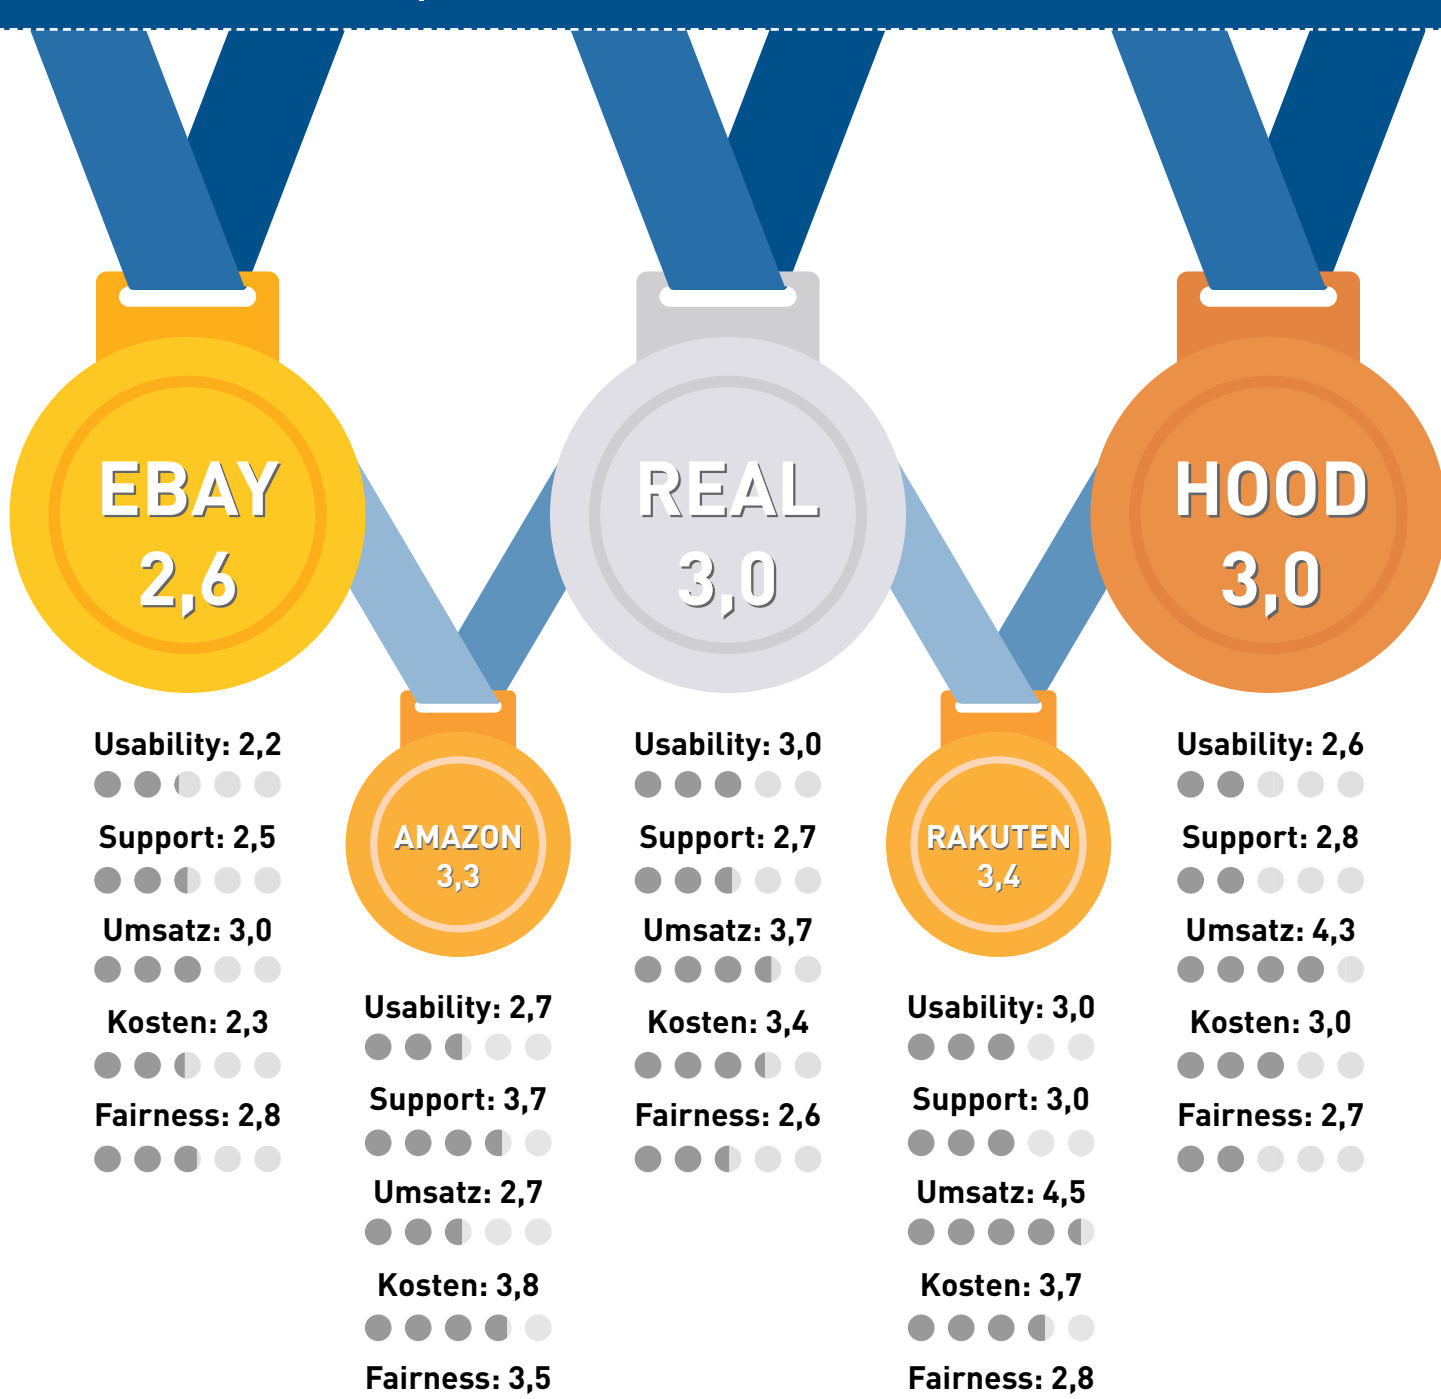 EBAY
2,6
Usability: 2,2
Support: 2,5
Umsatz: 3,0
Kosten: 2,3
Fairness: 2,8
AMAZON
3,3
Usability: 2,7
Support: 3,7
Umsatz: 2,7
Kosten: 3,8
Fairness: 3,5
REAL
3,0
Usability: 3,0
Support: 2,7
Umsatz: 3,7
Kosten: 3,4
Fairness: 2,6
RAKUTEN
3,4
Usability: 3,0
Support: 3,0
Umsatz: 4,5
Kosten: 3,7
Fairness: 2,8
HOOD
3,0
Usability: 2,6
Support: 2,8
Umsatz: 4,3
Kosten: 3,0
Fairness: 2,7